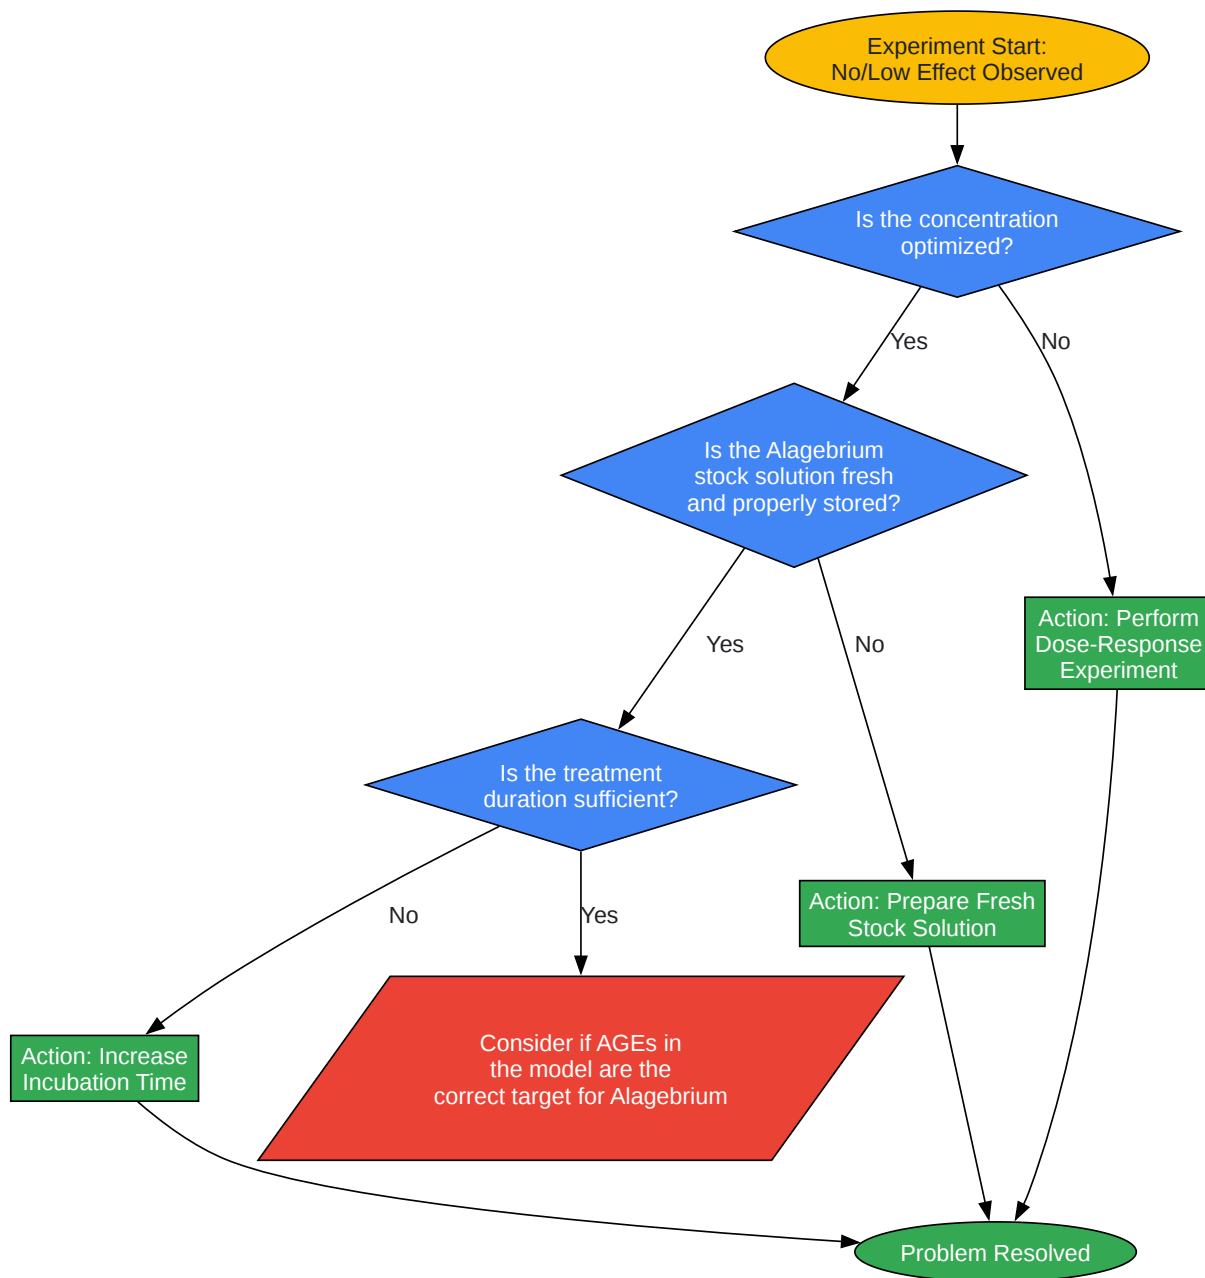 Experiment Start:
No/Low Effect Observed
Is the concentration
optimized?
Yes
No
Is the Alagebrium
stock solution fresh
and properly stored?
Action: Perform
Dose-Response
Experiment
Yes
No
Is the treatment
duration sufficient?
Action: Prepare Fresh
Stock Solution
No
Yes
Consider if AGEs in
the model are the
correct target for Alagebrium
Action: Increase
Incubation Time
Problem Resolved